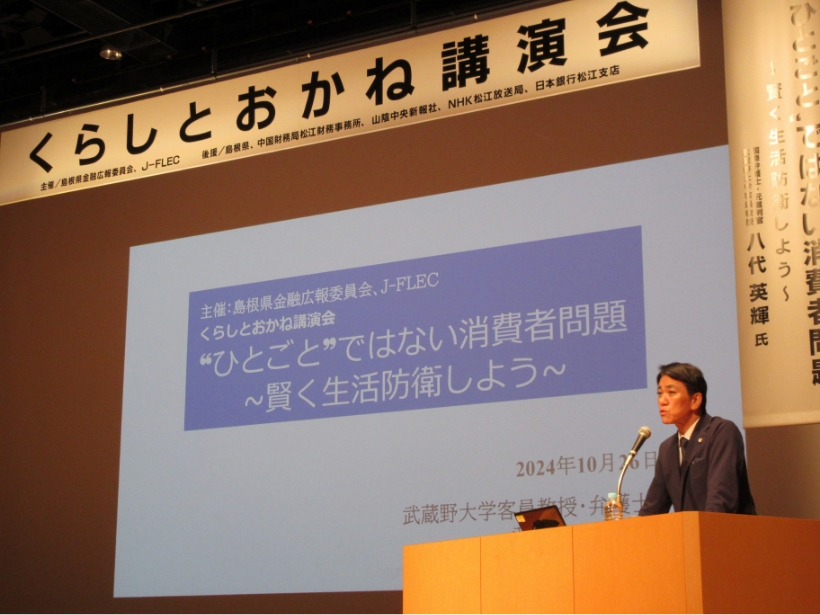 くらしとおかね講演会
主催／島根県金融広報委員会、J-FLEC　後援／島根県、中国財務局松江財務事務所、山陰中央新報社、NHK松江放送局、日本銀行松江支店
主催：島根県金融広報委員会、J-FLEC
くらしとおかね講演会
“ひとごと”ではない消費者問題
～賢く生活防衛しよう～
2024年10月26日
武蔵野大学客員教授・弁護士
ひとごと”ではない消費者問題
賢く生活防衛しよう～
八代英輝 氏